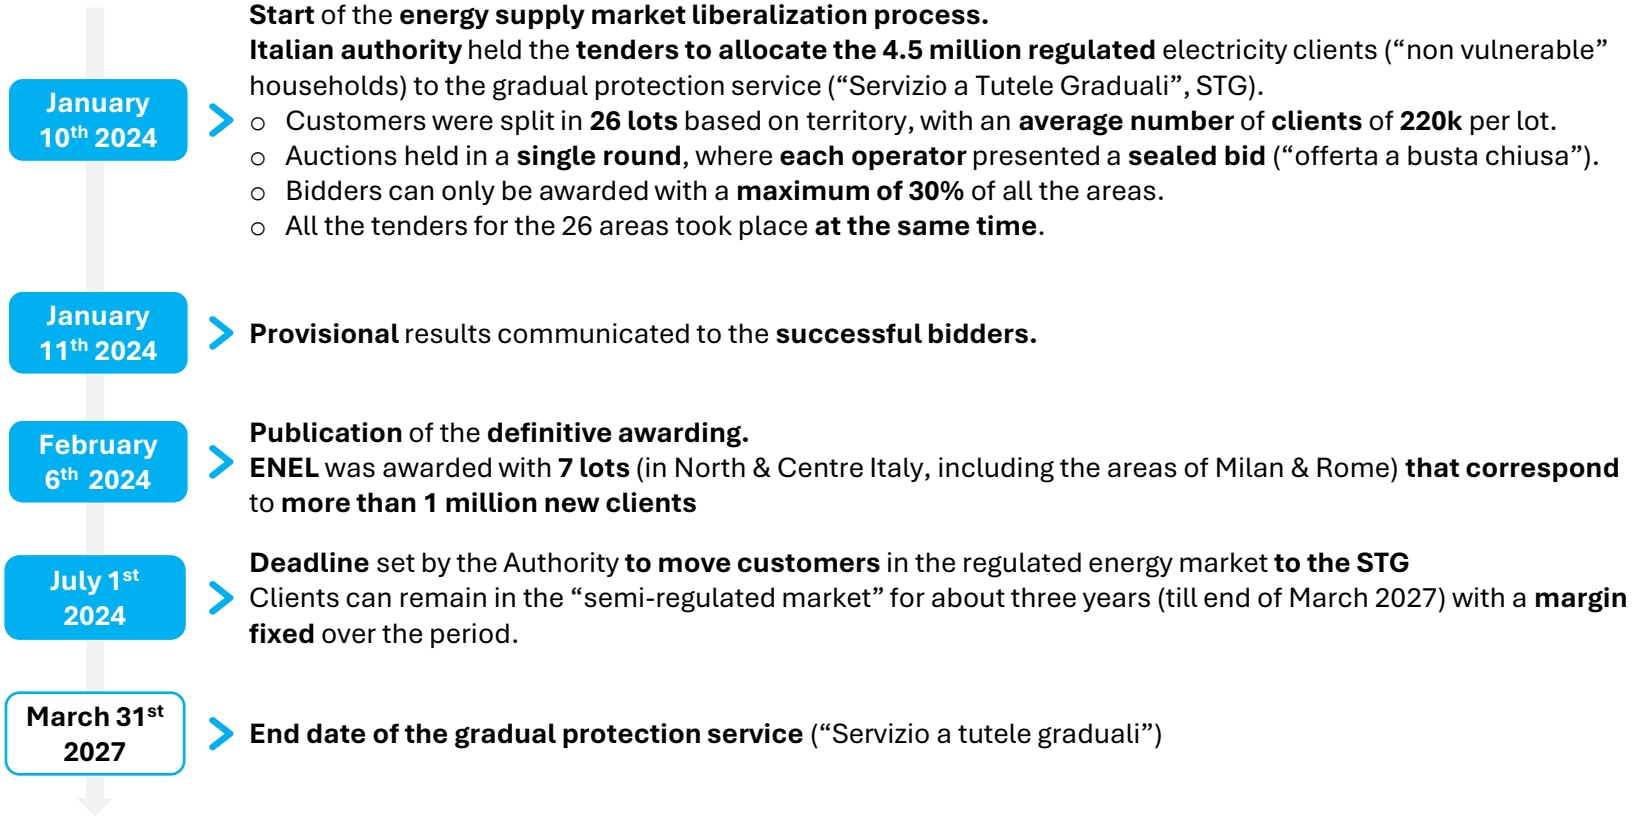 Start of the energy supply market liberalization process.
January
10th 2024
Italian authority held the tenders to allocate the 4.5 million regulated electricity clients (“non vulnerable”
households) to the gradual protection service (“Servizio a Tutele Graduali”, STG).
o Customers were split in 26 lots based on territory, with an average number of clients of 220k per lot.
o Auctions held in a single round, where each operator presented a sealed bid (“offerta a busta chiusa”).
o Bidders can only be awarded with a maximum of 30% of all the areas.
o All the tenders for the 26 areas took place at the same time.
January
11th 2024
Provisional results communicated to the successful bidders.
February
6th 2024
Publication of the definitive awarding.
ENEL was awarded with 7 lots (in North & Centre Italy, including the areas of Milan & Rome) that correspond
to more than 1 million new clients
July 1st
2024
Deadline set by the Authority to move customers in the regulated energy market to the STG
Clients can remain in the “semi-regulated market” for about three years (till end of March 2027) with a margin
fixed over the period.
March 31st
2027
End date of the gradual protection service (“Servizio a tutele graduali”)